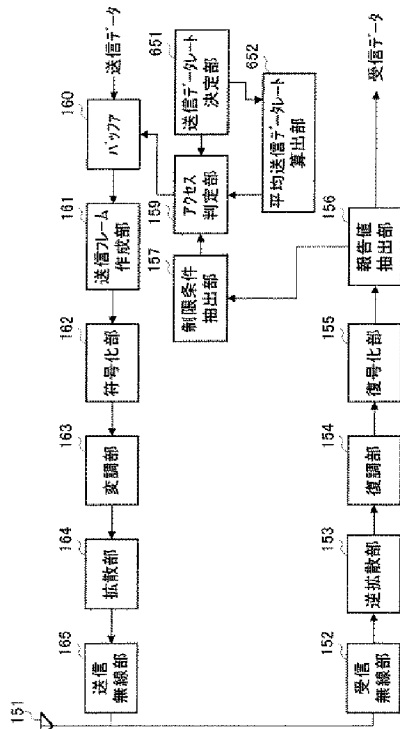 151
165
送信
無線部
164
拡散部
163
変調部
162
符号化部
161
送信フレーム
作成部
160
バッファ
送信データ
157
制限条件
抽出部
159
アクセス
判定部
651
送信データレート
決定部
652
平均送信データレート
算出部
152
受信
無線部
153
逆拡散部
154
復調部
155
復号化部
156
報告値
抽出部
受信データ